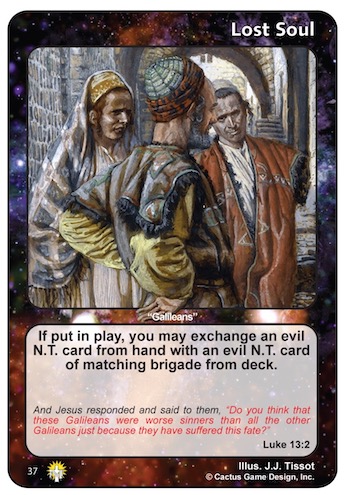 Lost Soul
"Galileans"
If put in play, you may exchange an evil
N.T. card from hand with an evil N.T. card
of matching brigade from deck.
And Jesus responded and said to them, "Do you think that
these Galileans were worse sinners than all the other
Galileans just because they have suffered this fate?"
Luke 13:2
37
Illus. J.J. Tissot
© Cactus Game Design, Inc.